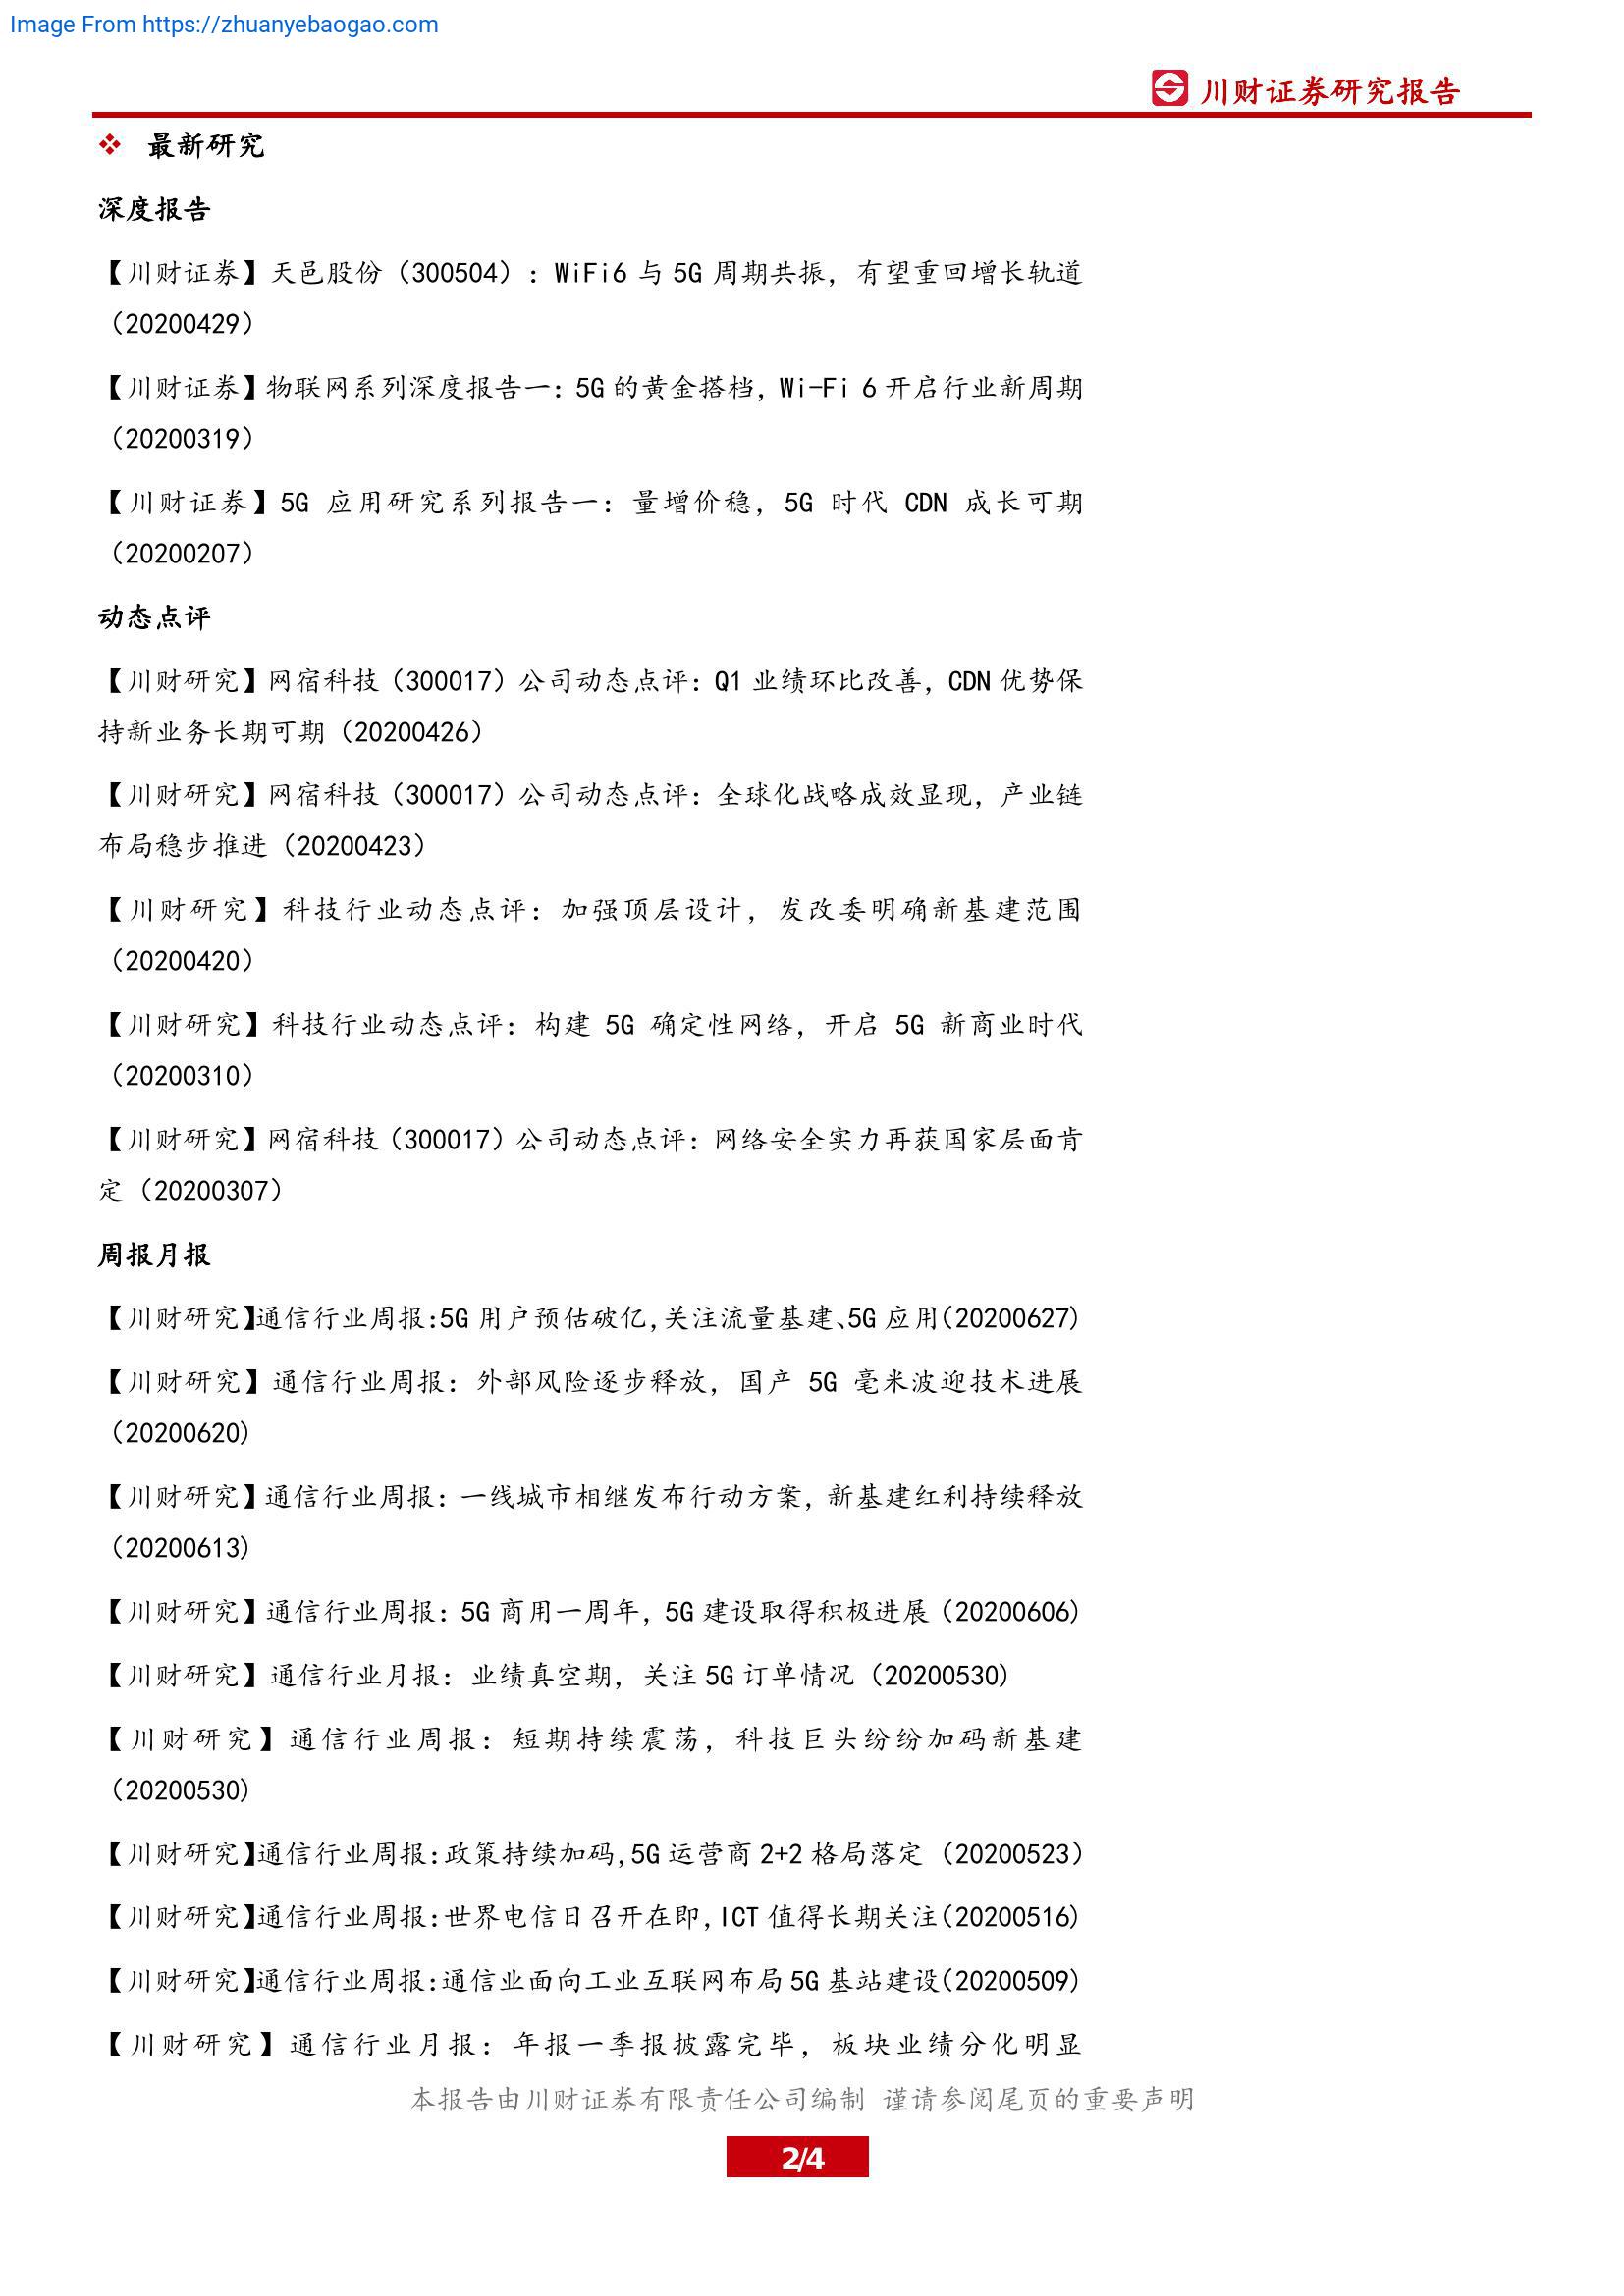 Image From https://zhuanyebaogao.com
川财证券研究报告
❖ 最新研究
深度报告
【川财证券】天邑股份（300504）：WiFi6 与 5G 周期共振，有望重回增长轨道
（20200429）
【川财证券】物联网系列深度报告一：5G 的黄金搭档，Wi-Fi 6 开启行业新周期
（20200319）
【川财证券】5G 应用研究系列报告一：量增价稳，5G 时代 CDN 成长可期
（20200207）
动态点评
【川财研究】网宿科技（300017）公司动态点评：Q1 业绩环比改善，CDN 优势保
持新业务长期可期（20200426）
【川财研究】网宿科技（300017）公司动态点评：全球化战略成效显现，产业链
布局稳步推进（20200423）
【川财研究】科技行业动态点评：加强顶层设计，发改委明确新基建范围
（20200420）
【川财研究】科技行业动态点评：构建 5G 确定性网络，开启 5G 新商业时代
（20200310）
【川财研究】网宿科技（300017）公司动态点评：网络安全实力再获国家层面肯
定（20200307）
周报月报
【川财研究】通信行业周报：5G 用户预估破亿，关注流量基建、5G 应用（20200627)
【川财研究】通信行业周报：外部风险逐步释放，国产 5G 毫米波迎技术进展
（20200620)
【川财研究】通信行业周报：一线城市相继发布行动方案，新基建红利持续释放
（20200613)
【川财研究】通信行业周报：5G 商用一周年，5G 建设取得积极进展（20200606)
【川财研究】通信行业月报：业绩真空期，关注 5G 订单情况（20200530)
【川财研究】通信行业周报：短期持续震荡，科技巨头纷纷加码新基建
（20200530)
【川财研究】通信行业周报：政策持续加码，5G 运营商 2+2 格局落定（20200523）
【川财研究】通信行业周报：世界电信日召开在即，ICT 值得长期关注（20200516)
【川财研究】通信行业周报：通信业面向工业互联网布局 5G 基站建设（20200509)
【川财研究】通信行业月报：年报一季报披露完毕，板块业绩分化明显
本报告由川财证券有限责任公司编制 谨请参阅尾页的重要声明
2/4